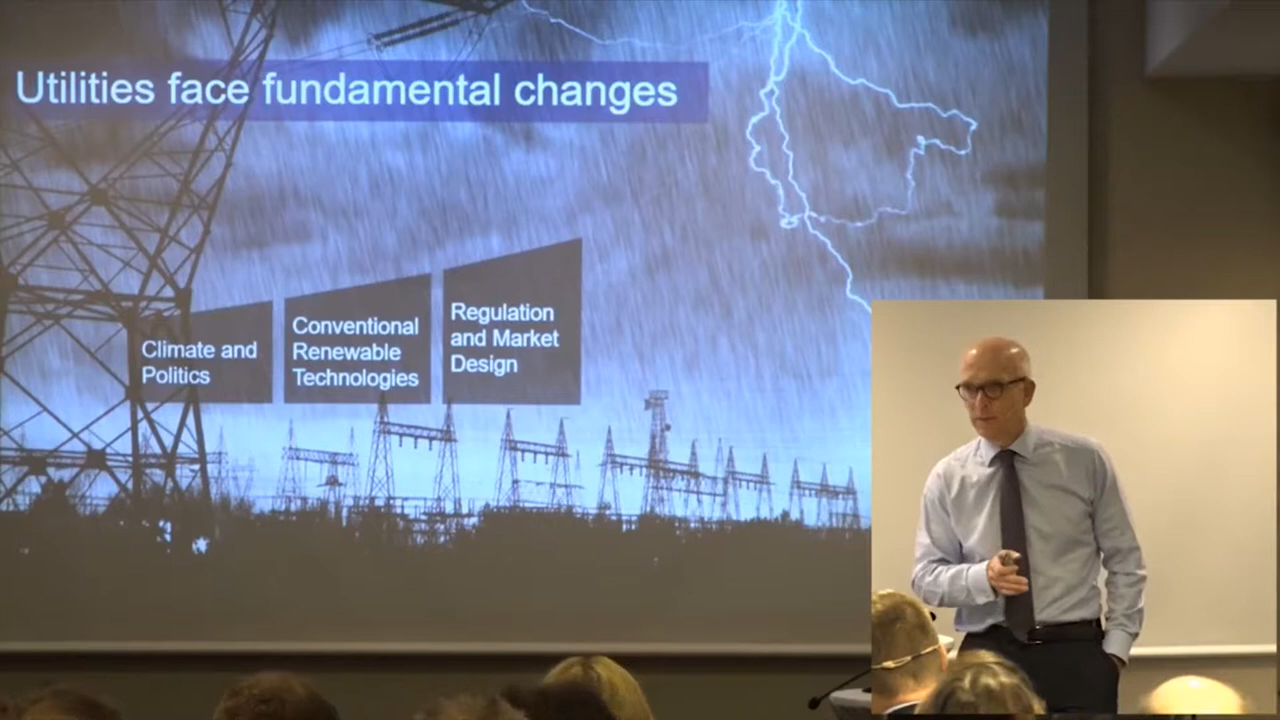 Utilities face fundamental changes
Climate and
Politics
Conventional
Renewable
Technologies
Regulation
and Market
Design